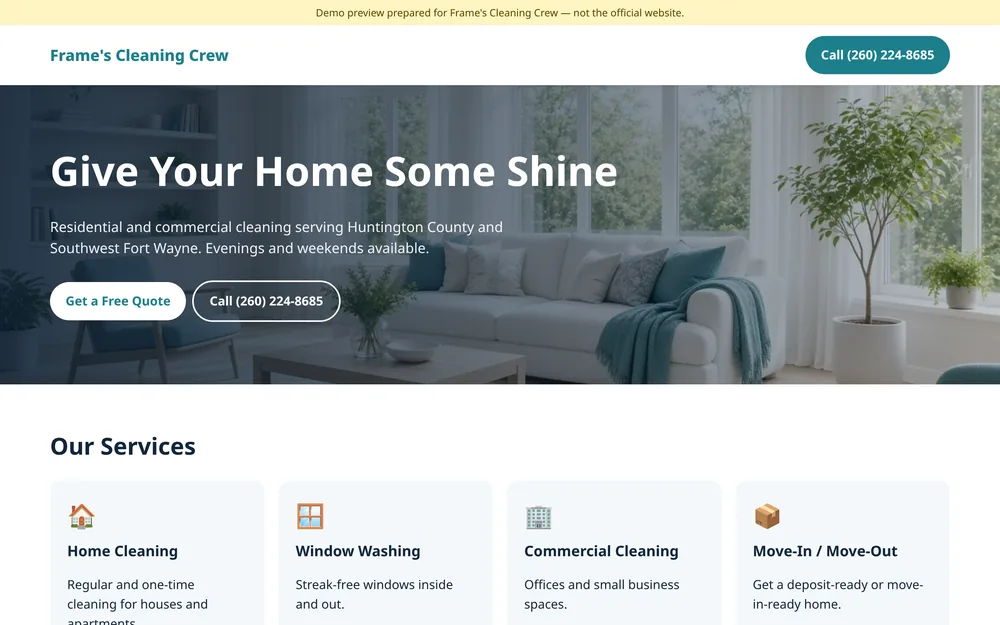 Demo preview prepared for Frame's Cleaning Crew — not the official website.
Frame's Cleaning Crew
Call (260) 224-8685
Give Your Home Some Shine
Residential and commercial cleaning serving Huntington County and
Southwest Fort Wayne. Evenings and weekends available.
Get a Free Quote
Call (260) 224-8685
Our Services
Home Cleaning
Regular and one-time
cleaning for houses and
apartments.
Window Washing
Streak-free windows inside
and out.
Commercial Cleaning
Offices and small business
spaces.
Move-In / Move-Out
Get a deposit-ready or move-
in-ready home.